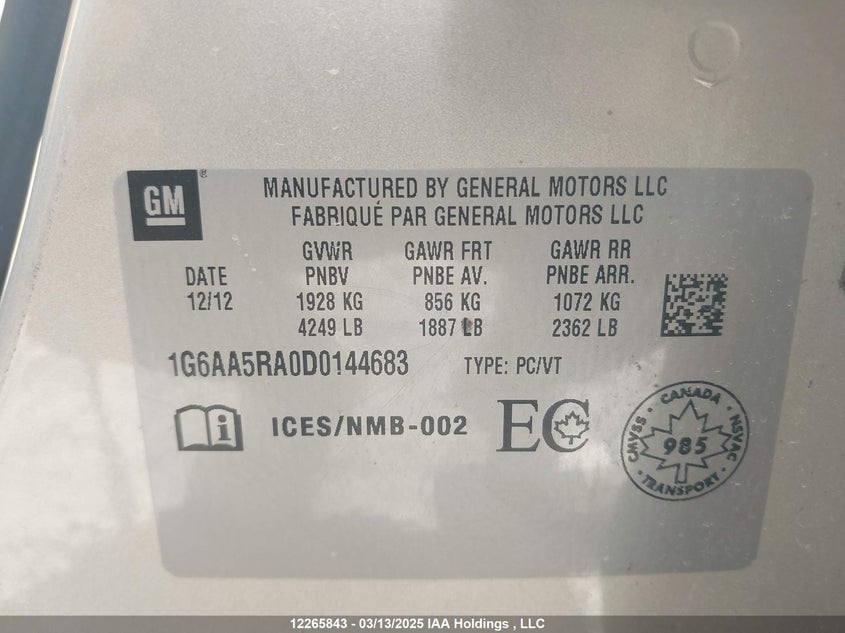 GM ®
MANUFACTURED BY GENERAL MOTORS LLC
FABRIQUÉ PAR GENERAL MOTORS LLC
GVWR GAWR FRT GAWR RR
DATE PNBV PNBE AV. PNBE ARR.
12/12 1928 KG 856 KG 1072 KG
4249 LB 1887 LB 2362 LB
1G6AA5RA0D0144683 TYPE: PC/VT
i ICES/NMB-002 EC
CANADA
CMVSS 985 NSVAC
TRANSPORT
12265843 - 03/13/2025 IAA Holdings , LLC